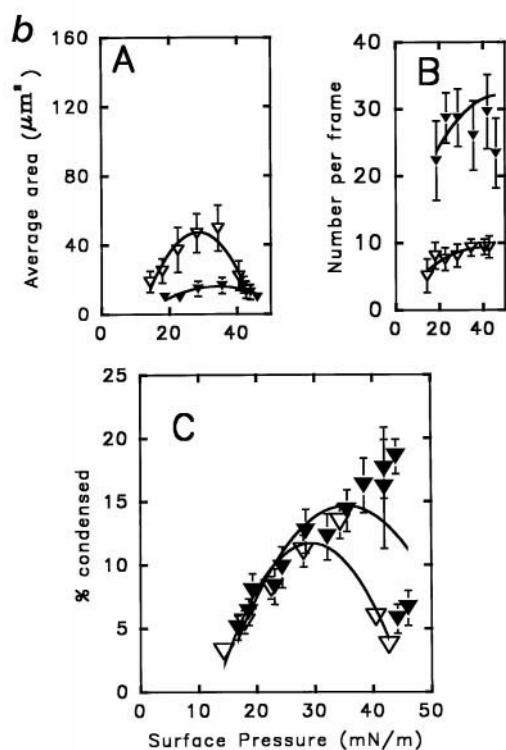 b
A
Average area (μm²)
160
120
80
40
0
0 20 40
B
Number per frame
40
30
20
10
0
0 20 40
C
% condensed
25
20
15
10
5
0
0 10 20 30 40 50
Surface Pressure (mN/m)